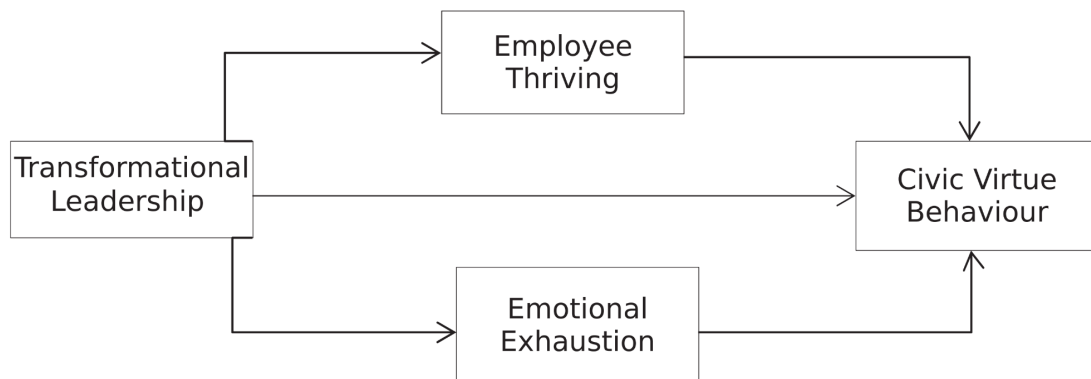 Employee
Thriving
Transformational
Leadership
Civic Virtue
Behaviour
Emotional
Exhaustion